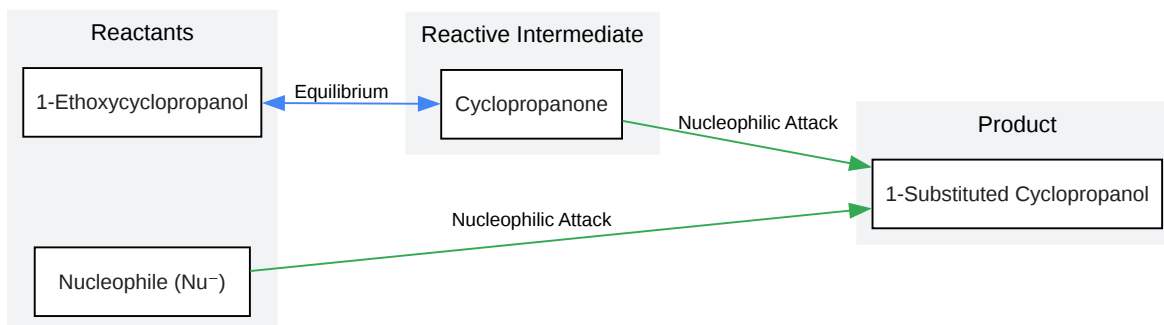 Reactants
Reactive Intermediate
1-Ethoxycyclopropanol
Equilibrium
Cyclopropanone
Nucleophilic Attack
Product
1-Substituted Cyclopropanol
Nucleophilic Attack
Nucleophile (Nu⁻)